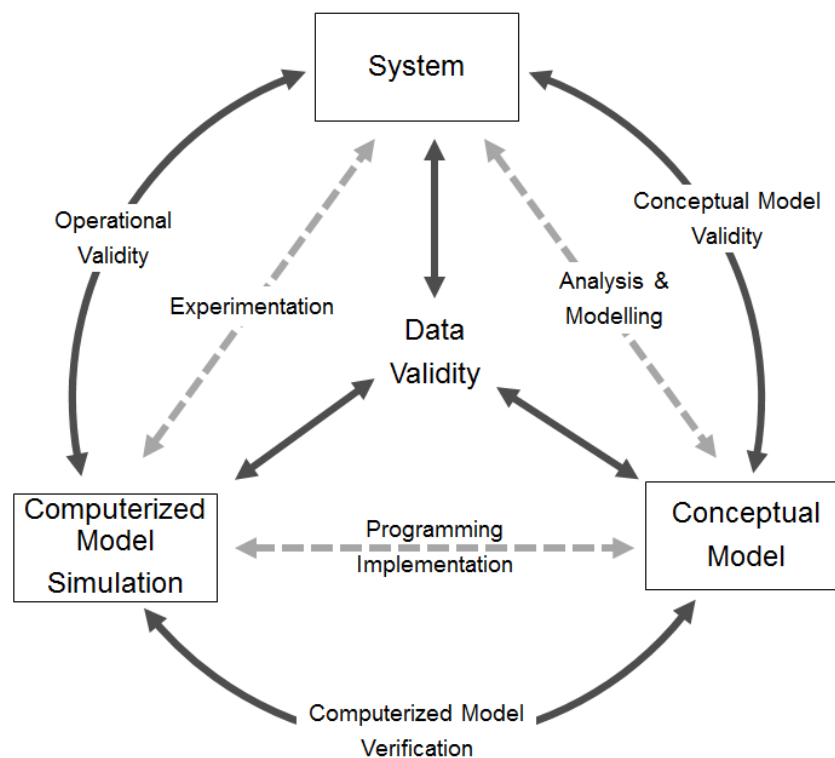 System
Operational
Validity
Conceptual Model
Validity
Experimentation
Analysis &
Modelling
Data
Validity
Computerized
Model
Simulation
Programming
Implementation
Conceptual
Model
Computerized Model
Verification